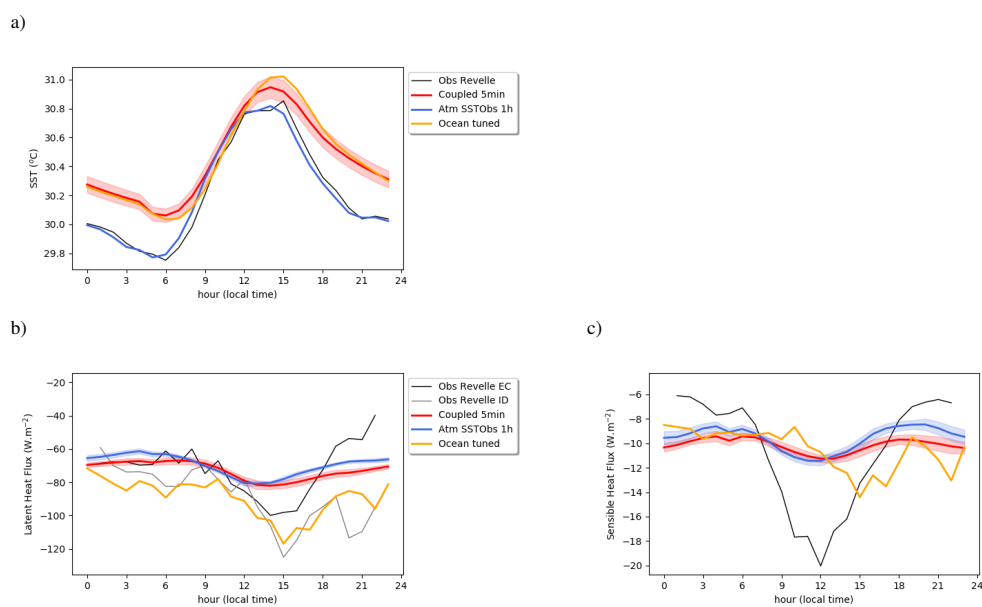 a)
31.0
30.8
30.6
30.4
30.2
30.0
29.8
SST (°C)
0 3 6 9 12 15 18 21 24
hour (local time)
Obs Revelle
Coupled 5min
Atm SSTObs 1h
Ocean tuned
b)
−20
−40
−60
−80
−100
−120
Latent Heat Flux (W.m⁻²)
0 3 6 9 12 15 18 21 24
hour (local time)
Obs Revelle EC
Obs Revelle ID
Coupled 5min
Atm SSTObs 1h
Ocean tuned
c)
−6
−8
−10
−12
−14
−16
−18
−20
Sensible Heat Flux (W.m⁻²)
0 3 6 9 12 15 18 21 24
hour (local time)